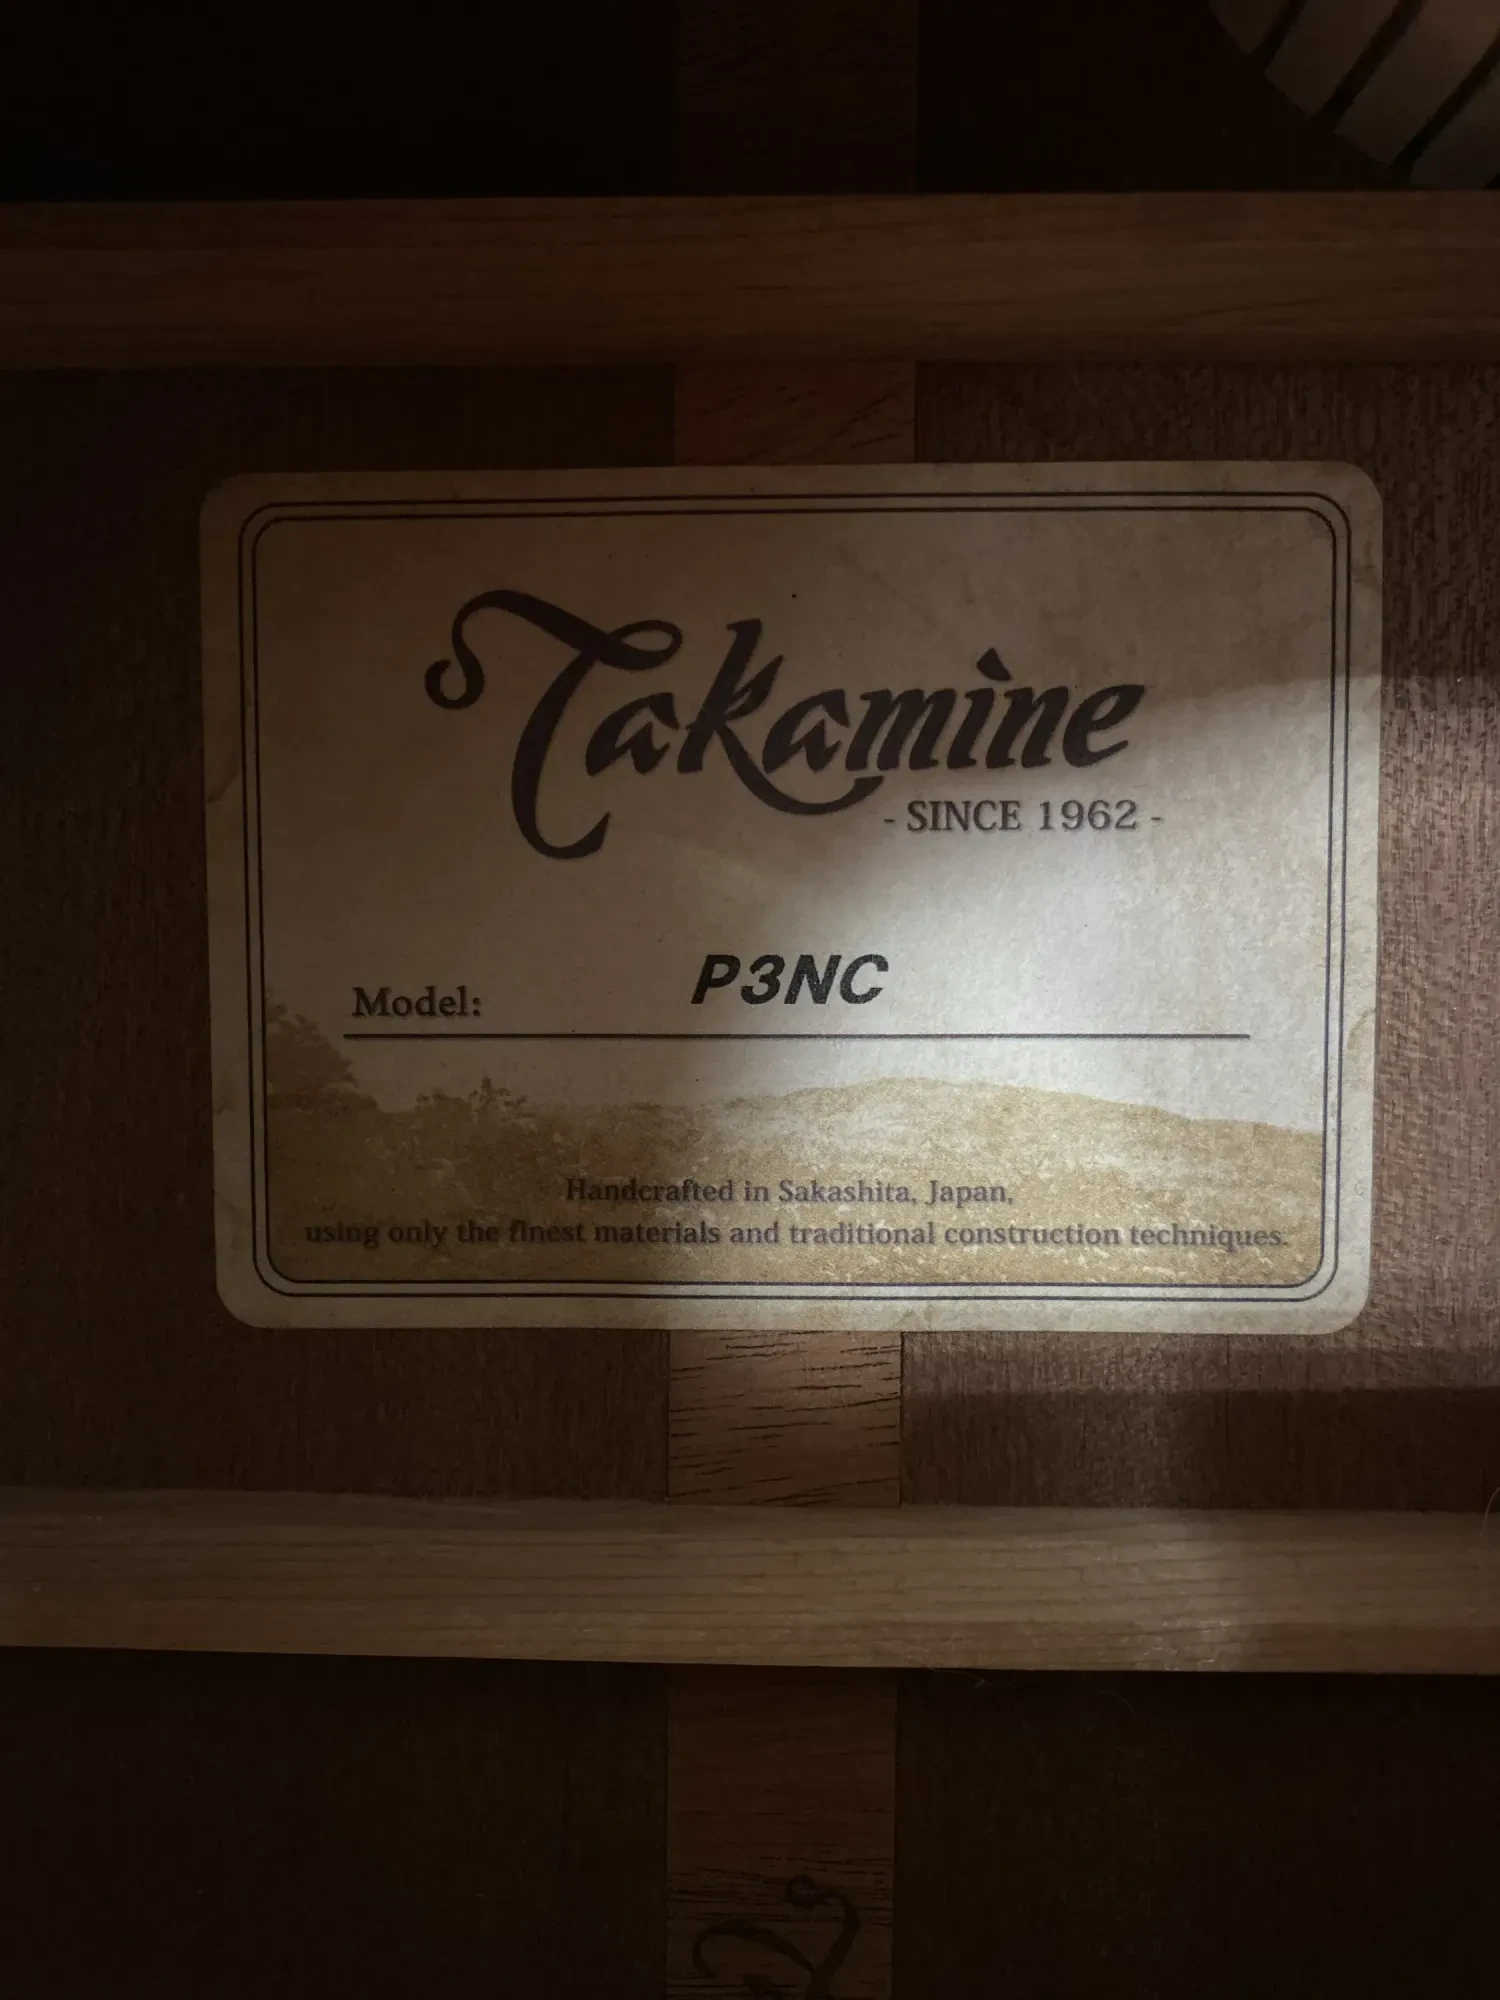 Takamine
- SINCE 1962 -
Model: P3NC
Handcrafted in Sakashita, Japan,
using only the finest materials and traditional construction techniques.